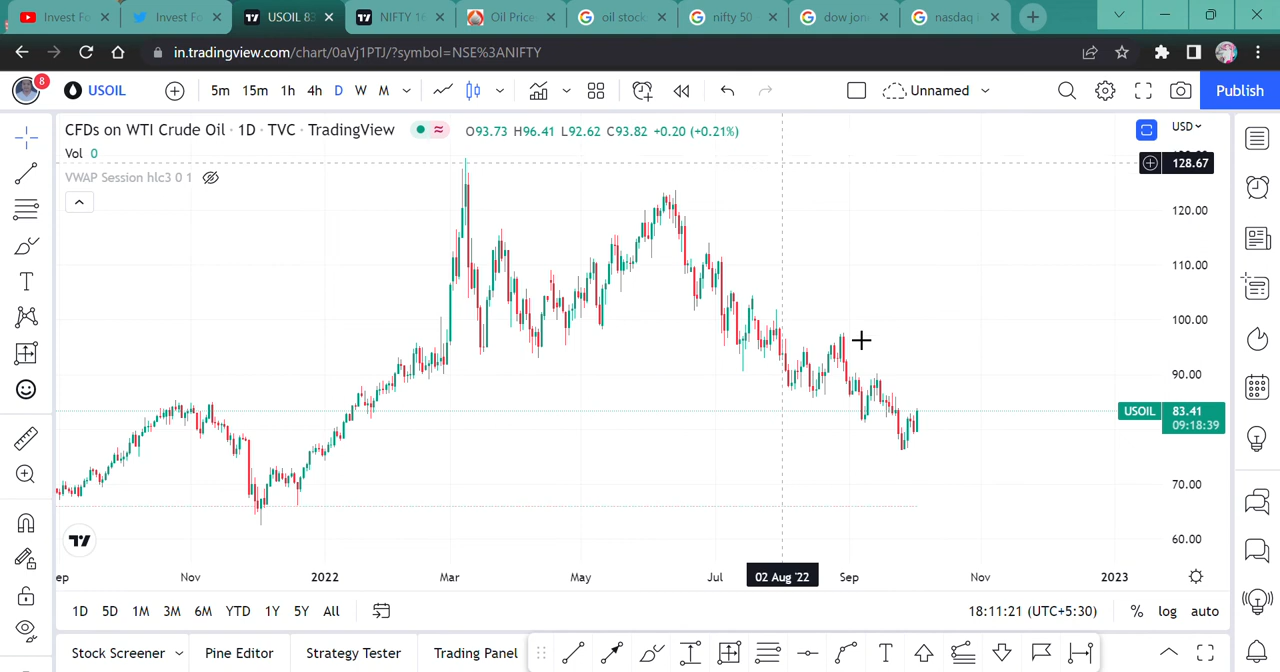 Invest Fo
Invest Fo
USOIL 83
NIFTY 1
Oil Price
oil stock
nifty 50
dow jon
nasdaq
in.tradingview.com/chart/0aVj1PTJ/?symbol=NSE%3ANIFTY
8
USOIL
5m 15m 1h 4h D W M
Unnamed
Publish
CFDs on WTI Crude Oil · 1D · TVC · TradingView
O93.73 H96.41 L92.62 C93.82 +0.20 (+0.21%)
USD
Vol 0
128.67
VWAP Session hlc3 0 1
120.00
110.00
100.00
90.00
USOIL 83.41
09:18:39
70.00
60.00
Nov 2022 Mar May Jul 02 Aug '22 Sep Nov 2023
1D 5D 1M 3M 6M YTD 1Y 5Y All
18:11:21 (UTC+5:30) % log auto
Stock Screener Pine Editor Strategy Tester Trading Panel